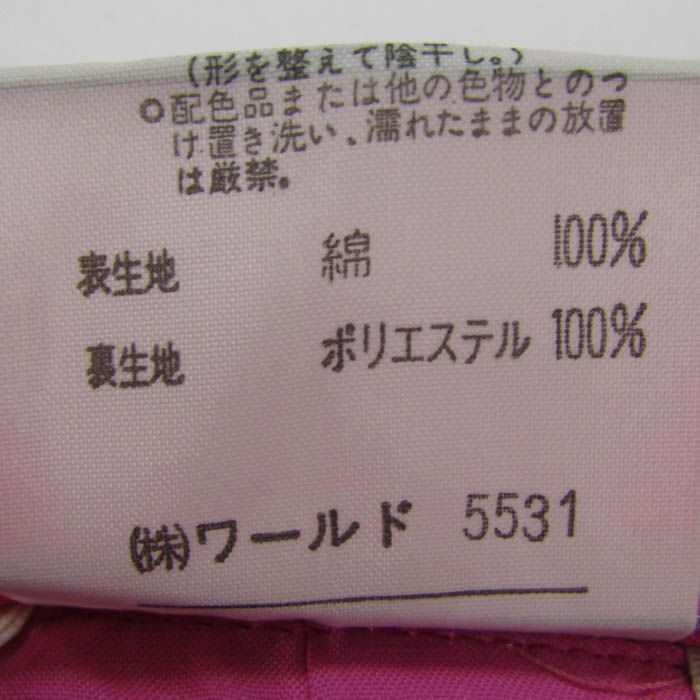 (形を整えて陰干し。)
○配色品または他の色物とのつ
け置き洗い、濡れたままの放置
は厳禁。
表生地 綿 100%
裏生地 ポリエステル 100%
(株)ワールド 5531